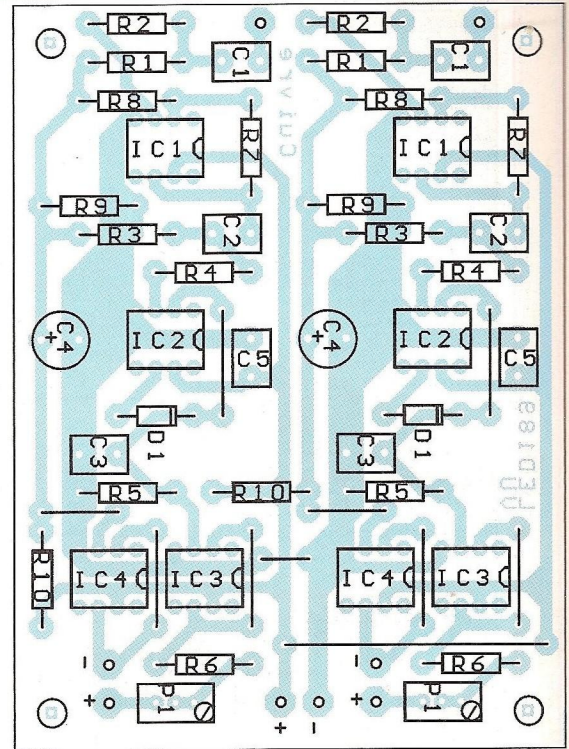 R2 R2
C1 C1
R1 R1
R8 R8
Cuivre
IC1 R7 IC1 R7
R9 R9
R3 C2 R3 C2
R4 R4
C4 + IC2 C5 C4 + IC2 C5
D1 D1
C3 C3
R5 R10 R5
R10 IC4 IC3 IC4 IC3
- R6 - R6
+ P1 + P1
+ -